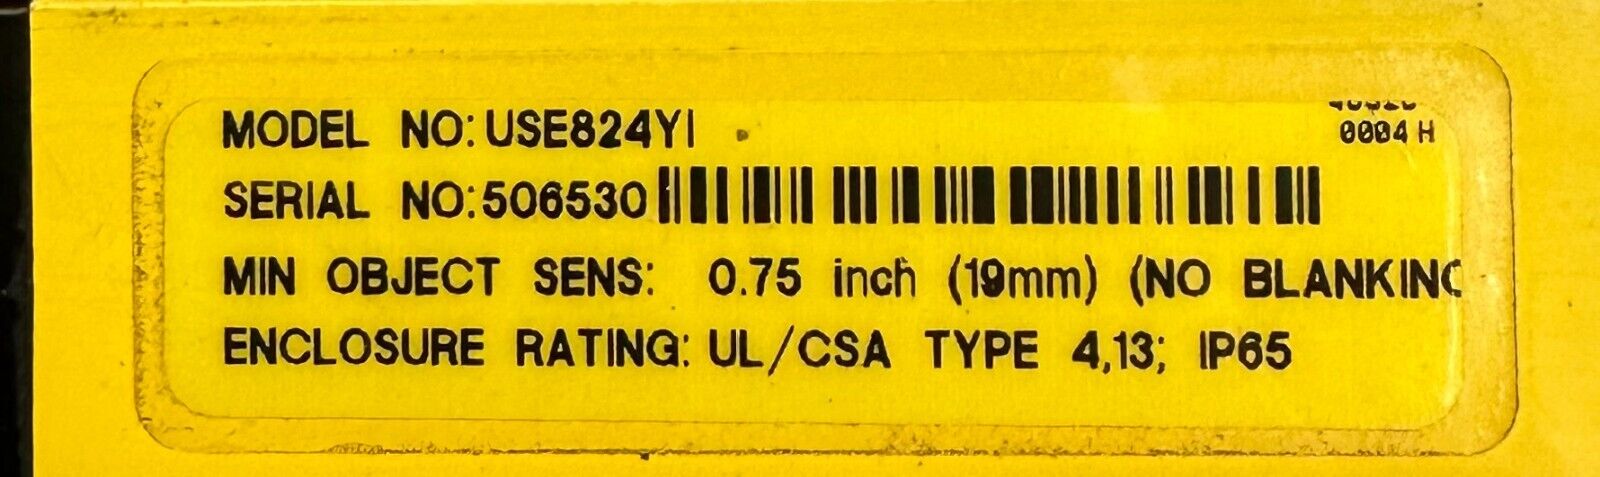 MODEL NO: USE824YI
0004 H
SERIAL NO: 506530
MIN OBJECT SENS: 0.75 inch (19mm) (NO BLANKING
ENCLOSURE RATING: UL/CSA TYPE 4,13; IP65